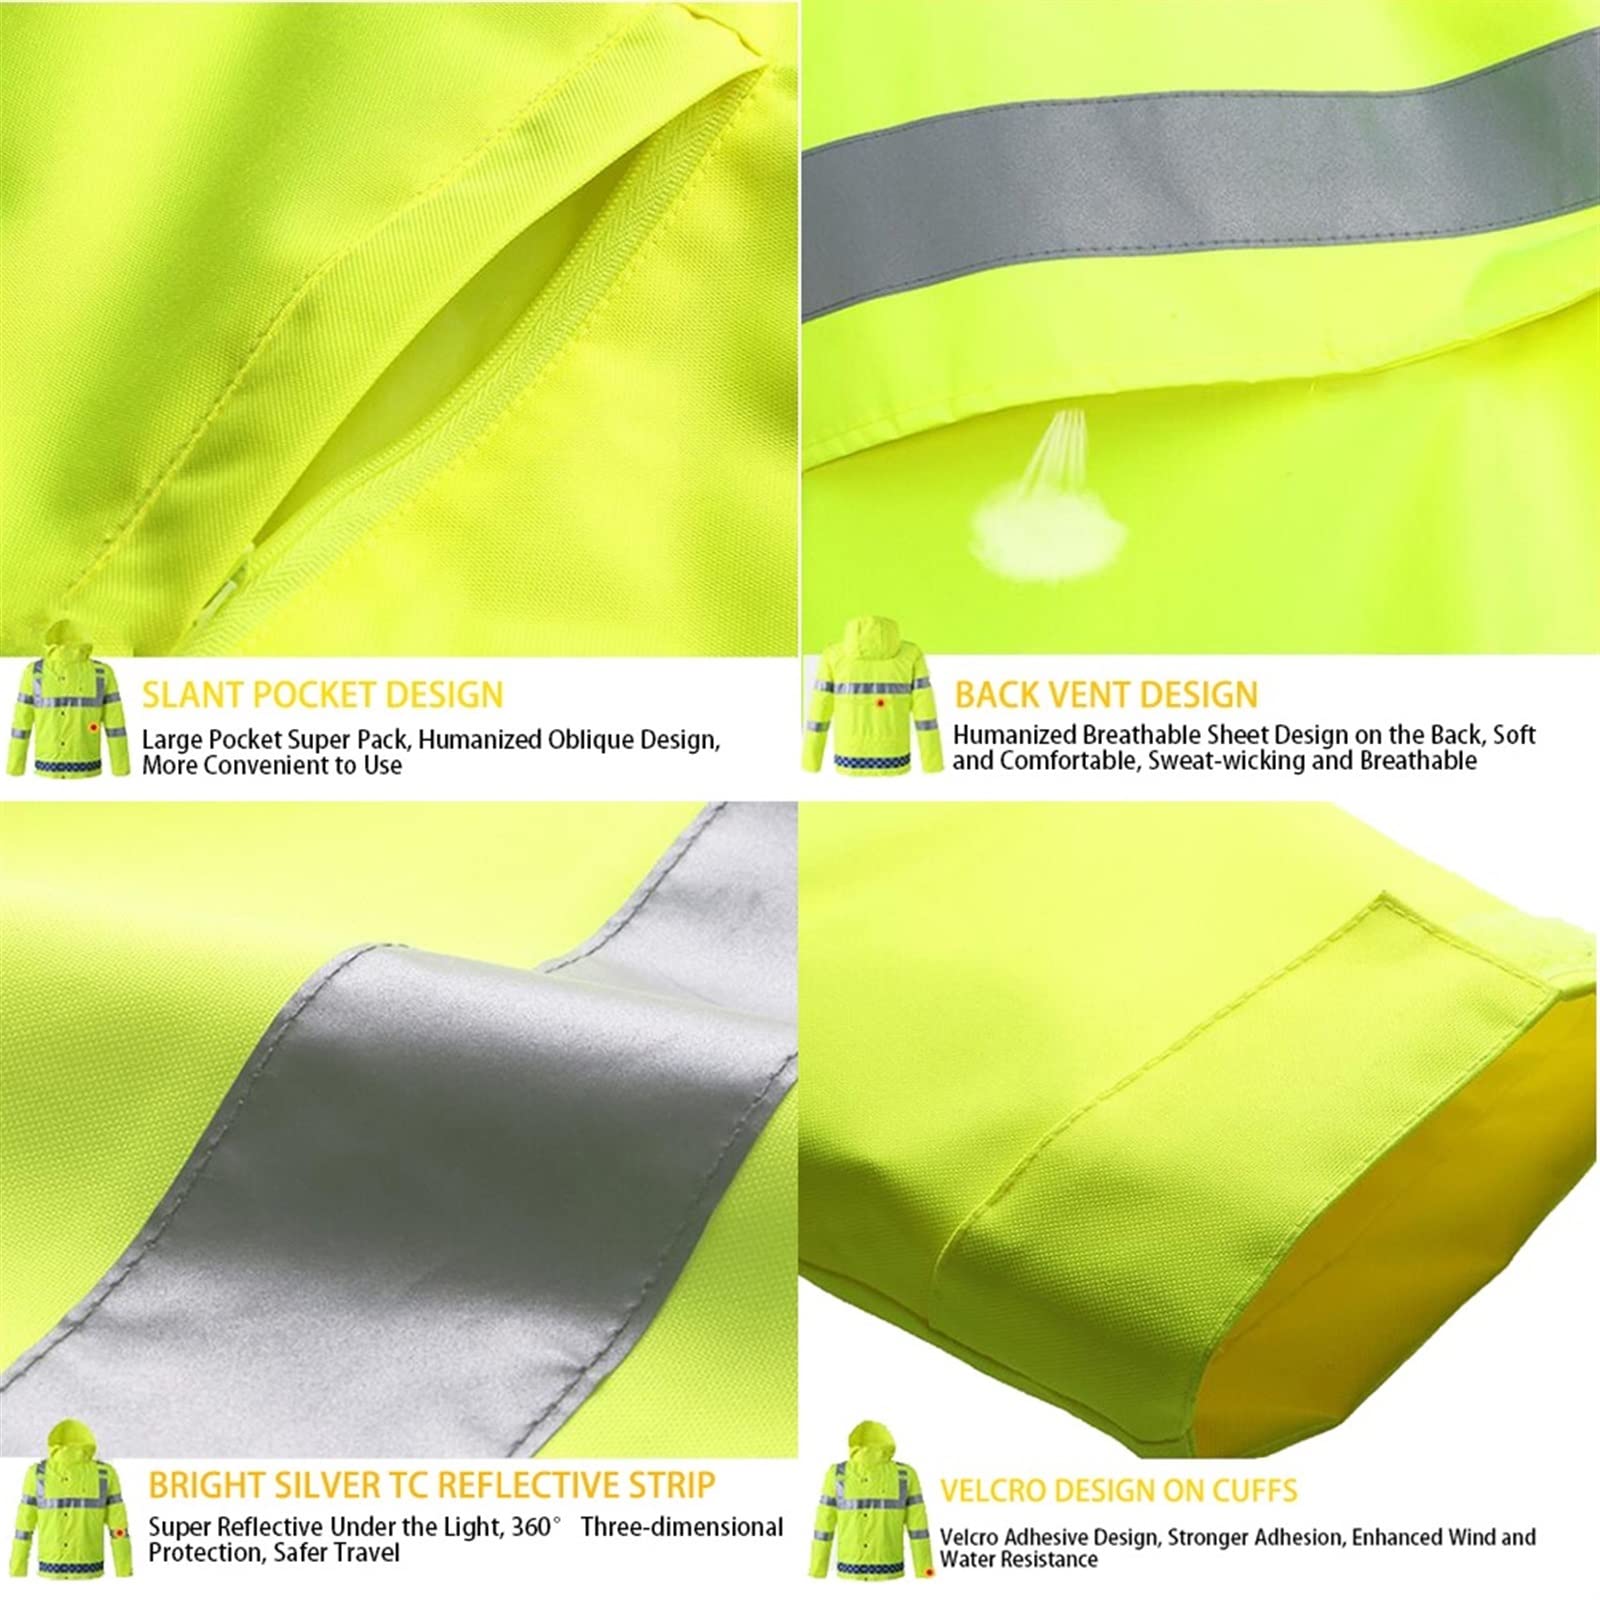 SLANT POCKET DESIGN
Large Pocket Super Pack, Humanized Oblique Design,
More Convenient to Use
BACK VENT DESIGN
Humanized Breathable Sheet Design on the Back, Soft
and Comfortable, Sweat-wicking and Breathable
BRIGHT SILVER TC REFLECTIVE STRIP
Super Reflective Under the Light, 360° Three-dimensional
Protection, Safer Travel
VELCRO DESIGN ON CUFFS
Velcro Adhesive Design, Stronger Adhesion, Enhanced Wind and
Water Resistance